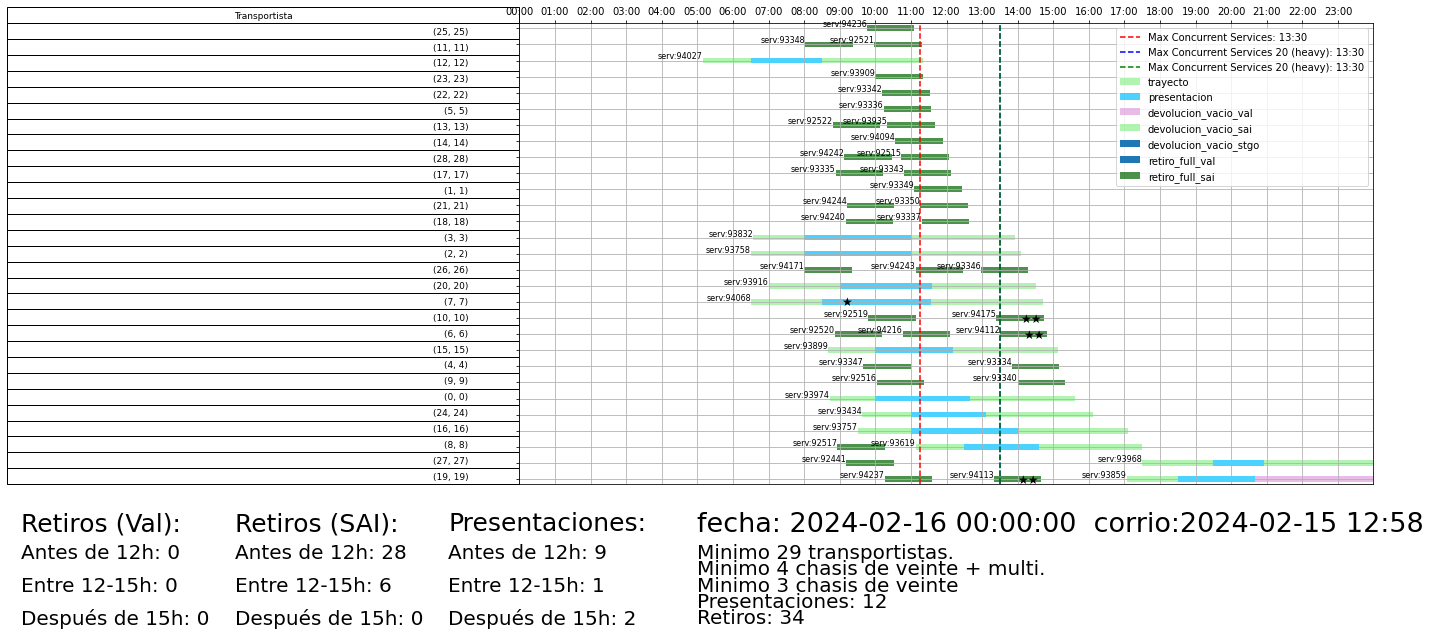 Transportista
00:00 01:00 02:00 03:00 04:00 05:00 06:00 07:00 08:00 09:00 10:00 11:00 12:00 13:00 14:00 15:00 16:00 17:00 18:00 19:00 20:00 21:00 22:00 23:00
(25, 25) serv:94236
(11, 11) serv:93348 serv:92521
(12, 12) serv:94027
(23, 23) serv:93909
(22, 22) serv:93342
(5, 5) serv:93336
(13, 13) serv:92522 serv:93935
(14, 14) serv:94094
(28, 28) serv:94242 serv:92515
(17, 17) serv:93335 serv:93343
(1, 1) serv:93349
(21, 21) serv:94244 serv:93350
(18, 18) serv:94240 serv:93337
(3, 3) serv:93832
(2, 2) serv:93758
(26, 26) serv:94171 serv:94243 serv:93346
(20, 20) serv:93916
(7, 7) serv:94068
(10, 10) serv:92519 serv:94175
(6, 6) serv:92520 serv:94216 serv:94112
(15, 15) serv:93899
(4, 4) serv:93347 serv:93334
(9, 9) serv:92516 serv:93340
(0, 0) serv:93974
(24, 24) serv:93434
(16, 16) serv:93757
(8, 8) serv:92517 serv:93619
(27, 27) serv:92441 serv:93968
(19, 19) serv:94237 serv:94113 serv:93859
Max Concurrent Services: 13:30
Max Concurrent Services 20 (heavy): 13:30
Max Concurrent Services 20 (heavy): 13:30
trayecto
presentacion
devolucion_vacio_val
devolucion_vacio_sai
devolucion_vacio_stgo
retiro_full_val
retiro_full_sai
Retiros (Val):
Antes de 12h: 0
Entre 12-15h: 0
Después de 15h: 0
Retiros (SAI):
Antes de 12h: 28
Entre 12-15h: 6
Después de 15h: 0
Presentaciones:
Antes de 12h: 9
Entre 12-15h: 1
Después de 15h: 2
fecha: 2024-02-16 00:00:00 corrio:2024-02-15 12:58
Minimo 29 transportistas.
Minimo 4 chasis de veinte + multi.
Minimo 3 chasis de veinte
Presentaciones: 12
Retiros: 34